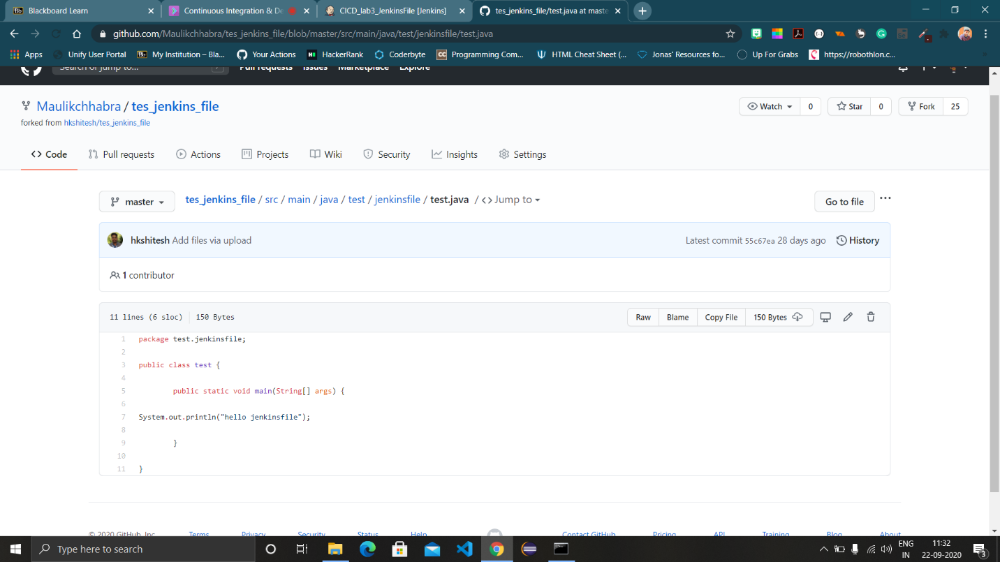 Blackboard Learn
Continuous Integration & De
CICD_lab3_JenkinsFile [Jenkins]
tes_jenkins_file/test.java at maste
github.com/Maulikchhabra/tes_jenkins_file/blob/master/src/main/java/test/jenkinsfile/test.java
Apps Unify User Portal My Institution – Bla... Your Actions HackerRank Coderbyte Programming Com... HTML Cheat Sheet (... Jonas' Resources fo... Up For Grabs https://robothlon.c...
Search or jump to... Pull requests Issues Marketplace Explore
Maulikchhabra / tes_jenkins_file
Watch 0 Star 0 Fork 25
forked from hkshitesh/tes_jenkins_file
Code Pull requests Actions Projects Wiki Security Insights Settings
master tes_jenkins_file / src / main / java / test / jenkinsfile / test.java / <> Jump to Go to file ...
hkshitesh Add files via upload Latest commit 55c67ea 28 days ago History
1 contributor
11 lines (6 sloc) 150 Bytes Raw Blame Copy File 150 Bytes
1 package test.jenkinsfile;
2
3 public class test {
4
5 public static void main(String[] args) {
6
7 System.out.println("hello jenkinsfile");
8
9 }
10
11 }
© 2020 GitHub, Inc. Terms Privacy Security Status Help Contact GitHub Pricing API Training Blog About
Type here to search
ENG
IN
11:32
22-09-2020
3